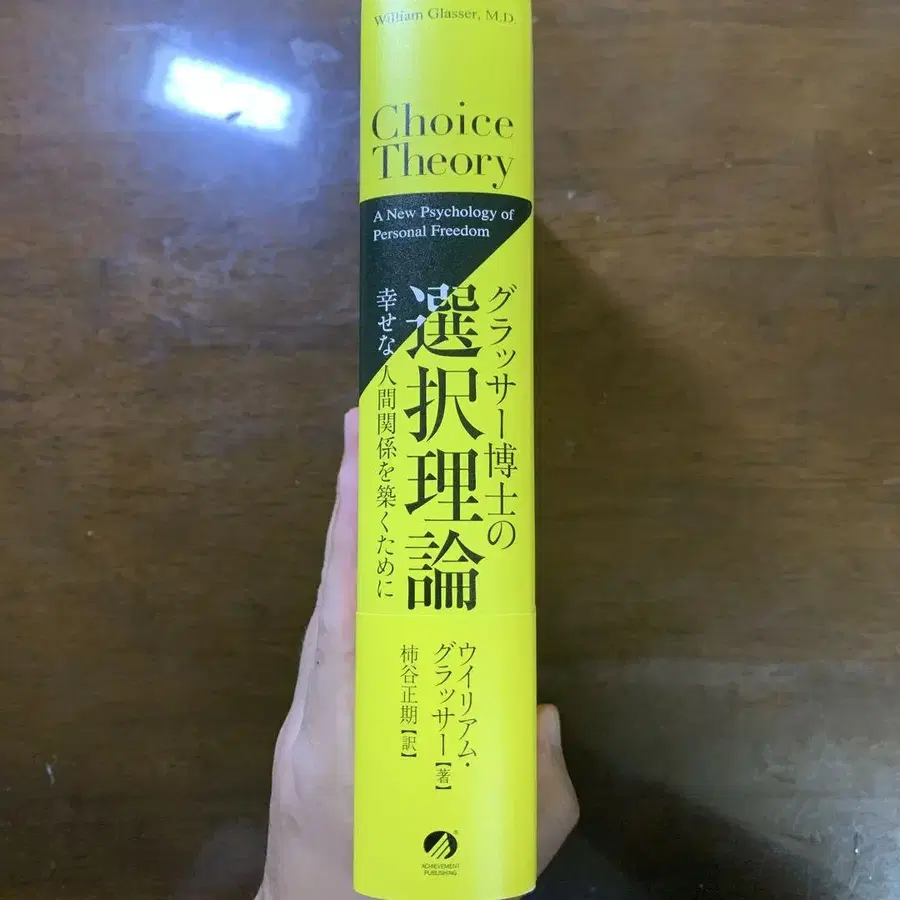 William Glasser, M.D.
Choice
Theory
A New Psychology of
Personal Freedom
グラッサー博士の
選択理論
幸せな人間関係を築くために
ウイリアム・
グラッサー【著】
柿谷正期【訳】
ACHIEVEMENT
PUBLISHING